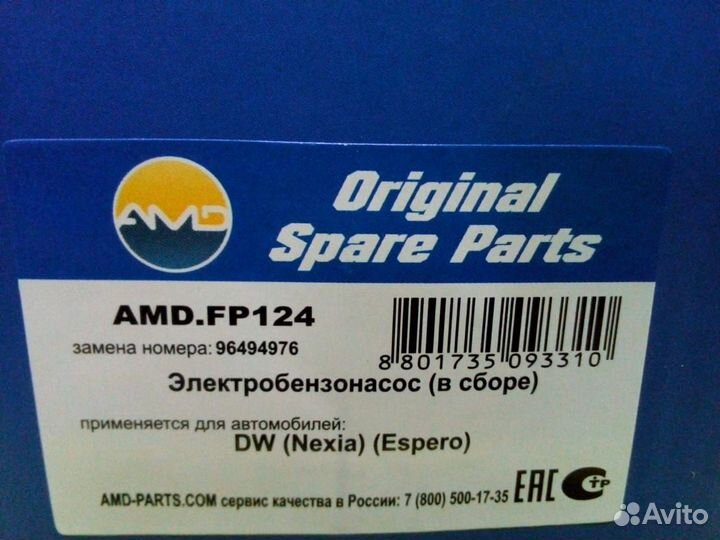 AMD
Original
Spare Parts
AMD.FP124
замена номера: 96494976
8 801735 093310
Электробензонасос (в сборе)
применяется для автомобилей:
DW (Nexia) (Espero)
AMD-PARTS.COM сервис качества в России: 7 (800) 500-17-35
EAC
СТР
Avito